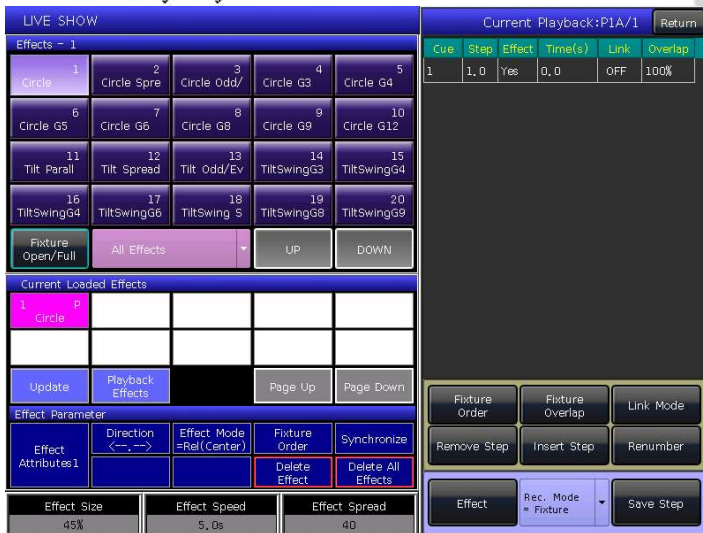 LIVE SHOW
Effects - 1
1
Circle
2
Circle Spre
3
Circle Odd/
4
Circle G3
5
Circle G4
6
Circle G5
7
Circle G6
8
Circle G8
9
Circle G9
10
Circle G12
11
Tilt Parall
12
Tilt Spread
13
Tilt Odd/Ev
14
TiltSwingG3
15
TiltSwingG4
16
TiltSwingG4
17
TiltSwingG6
18
TiltSwing S
19
TiltSwingG8
20
TiltSwingG9
Fixture
Open/Full
All Effects
UP
DOWN
Current Loaded Effects
1 P
Circle
Update
Playback
Effects
Page Up
Page Down
Effect Parameter
Effect
Attributes1
Direction
<--.-->
Effect Mode
=Rel(Center)
Fixture
Order
Synchronize
Delete
Effect
Delete All
Effects
Effect Size
45%
Effect Speed
5.0s
Effect Spread
40
Current Playback:P1A/1
Return
Cue Step Effect Time(s) Link Overlap
1 1.0 Yes 0.0 OFF 100%
Fixture
Order
Fixture
Overlap
Link Mode
Remove Step
Insert Step
Renumber
Effect
Rec. Mode
= Fixture
Save Step